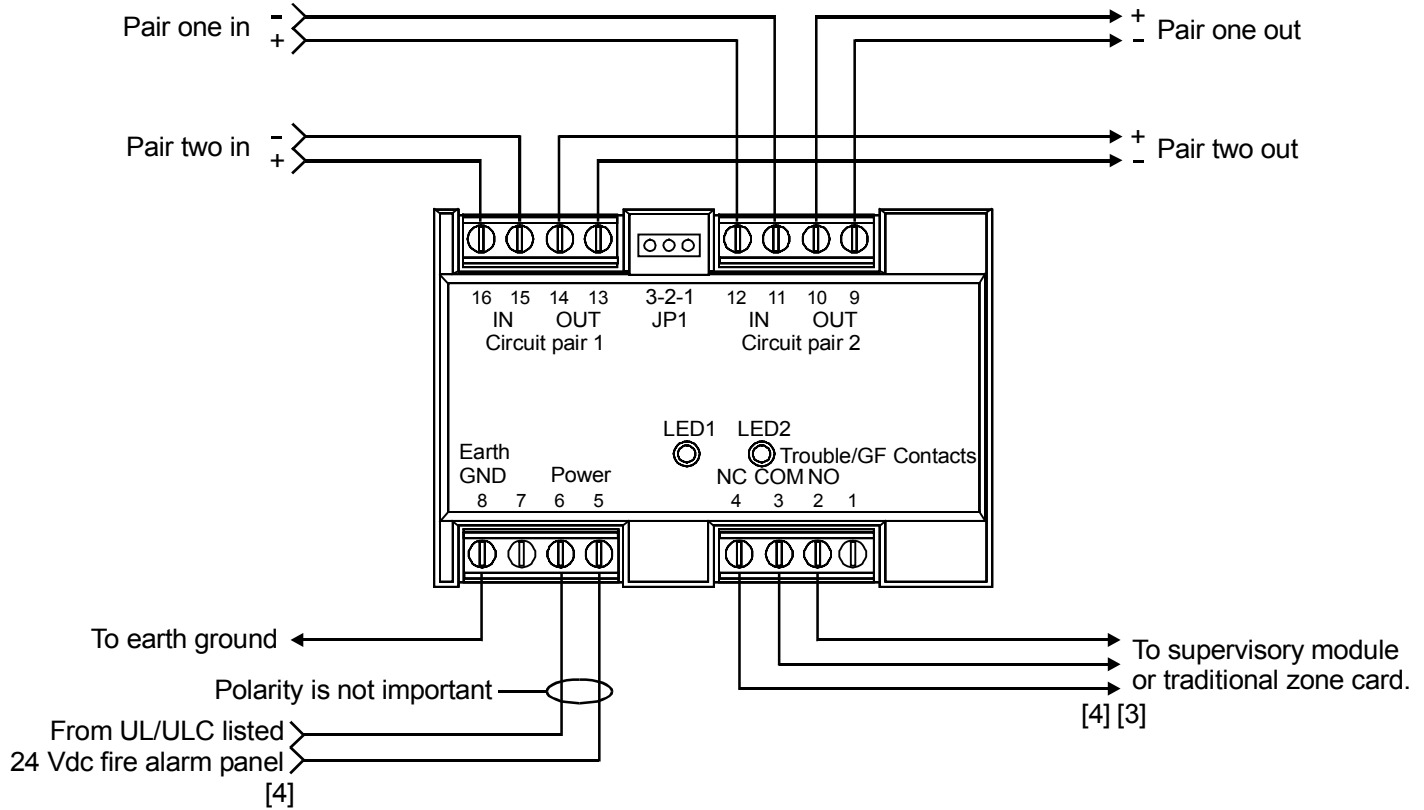 Pair one in
-
+
+
-
Pair one out
Pair two in
-
+
+
-
Pair two out
16 15 14 13 3-2-1 12 11 10 9
IN OUT JP1 IN OUT
Circuit pair 1 Circuit pair 2
LED1 LED2
Earth
GND
Power
Trouble/GF Contacts
NC COM NO
8 7 6 5 4 3 2 1
To earth ground
Polarity is not important
From UL/ULC listed
24 Vdc fire alarm panel
[4]
To supervisory module
or traditional zone card.
[4] [3]